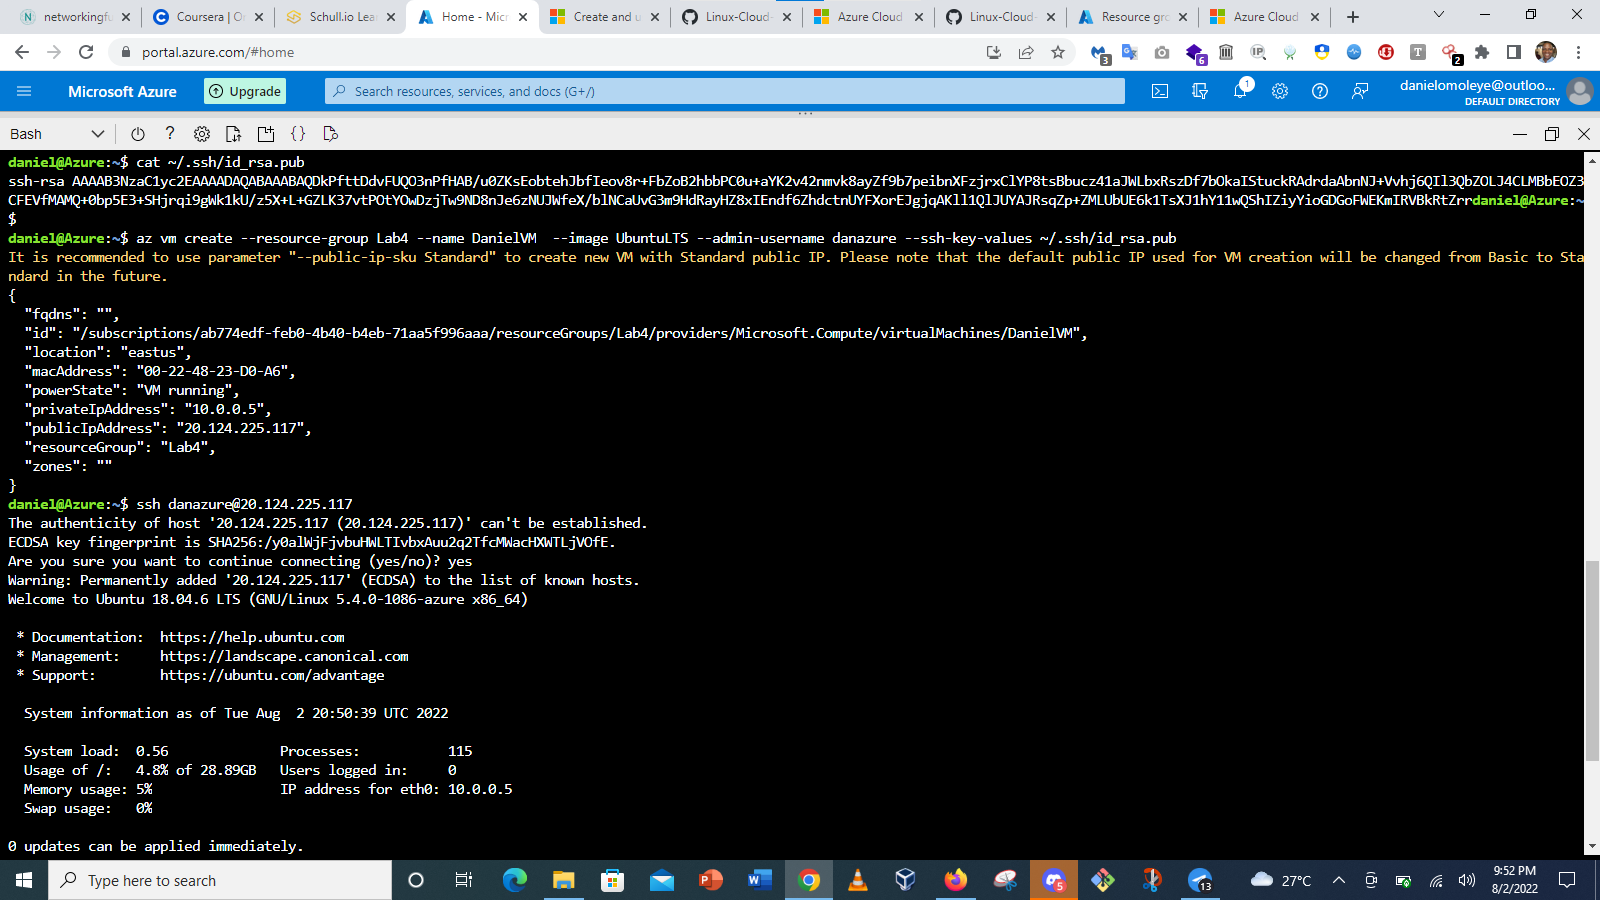 networkingfu
Coursera | O
Schull.io Lea
Home - Micr
Create and u
Linux-Cloud-
Azure Cloud
Linux-Cloud-
Resource gro
Azure Cloud
portal.azure.com/#home
3
6
IP
T
2
Microsoft Azure
Upgrade
Search resources, services, and docs (G+/)
1
danielomoleye@outloo...
DEFAULT DIRECTORY
Bash
daniel@Azure:~$ cat ~/.ssh/id_rsa.pub
ssh-rsa AAAAB3NzaC1yc2EAAAADAQABAAABAQDkPfttDdvFUQO3nPfHAB/u0ZKsEobtehJbfIeov8r+FbZoB2hbbPC0u+aYK2v42nmvk8ayZf9b7peibnXFzjrxClYP8tsBbucz41aJWLbxRszDf7bOkaIStuckRAdrdaAbnNJ+Vvhj6QIl3QbZOLJ4CLMBbEOZ3
CFEVfMAMQ+0bp5E3+SHjrqi9gWk1kU/z5X+L+GZLK37vtPOtYOwDzjTw9ND8nJe6zNUJWfeX/blNCaUvG3m9HdRayHZ8xIEndf6ZhdctnUYFXorEJgjqAKll1QlJUYAJRsqZp+ZMLUbUE6k1TsXJ1hY11wQShIZiyYioGDGoFWEKmIRVBkRtZrrdaniel@Azure:~
$
daniel@Azure:~$ az vm create --resource-group Lab4 --name DanielVM  --image UbuntuLTS --admin-username danazure --ssh-key-values ~/.ssh/id_rsa.pub
It is recommended to use parameter "--public-ip-sku Standard" to create new VM with Standard public IP. Please note that the default public IP used for VM creation will be changed from Basic to Sta
ndard in the future.
{
"fqdns": "",
"id": "/subscriptions/ab774edf-feb0-4b40-b4eb-71aa5f996aaa/resourceGroups/Lab4/providers/Microsoft.Compute/virtualMachines/DanielVM",
"location": "eastus",
"macAddress": "00-22-48-23-D0-A6",
"powerState": "VM running",
"privateIpAddress": "10.0.0.5",
"publicIpAddress": "20.124.225.117",
"resourceGroup": "Lab4",
"zones": ""
}
daniel@Azure:~$ ssh danazure@20.124.225.117
The authenticity of host '20.124.225.117 (20.124.225.117)' can't be established.
ECDSA key fingerprint is SHA256:/y0alWjFjvbuHWLTIvbxAuu2q2TfcMWacHXWTLjVOfE.
Are you sure you want to continue connecting (yes/no)? yes
Warning: Permanently added '20.124.225.117' (ECDSA) to the list of known hosts.
Welcome to Ubuntu 18.04.6 LTS (GNU/Linux 5.4.0-1086-azure x86_64)
* Documentation:  https://help.ubuntu.com
* Management:     https://landscape.canonical.com
* Support:        https://ubuntu.com/advantage
System information as of Tue Aug  2 20:50:39 UTC 2022
System load:  0.56              Processes:           115
Usage of /:   4.8% of 28.89GB   Users logged in:     0
Memory usage: 5%                IP address for eth0: 10.0.0.5
Swap usage:   0%
0 updates can be applied immediately.
Type here to search
5
13
27°C
9:52 PM
8/2/2022